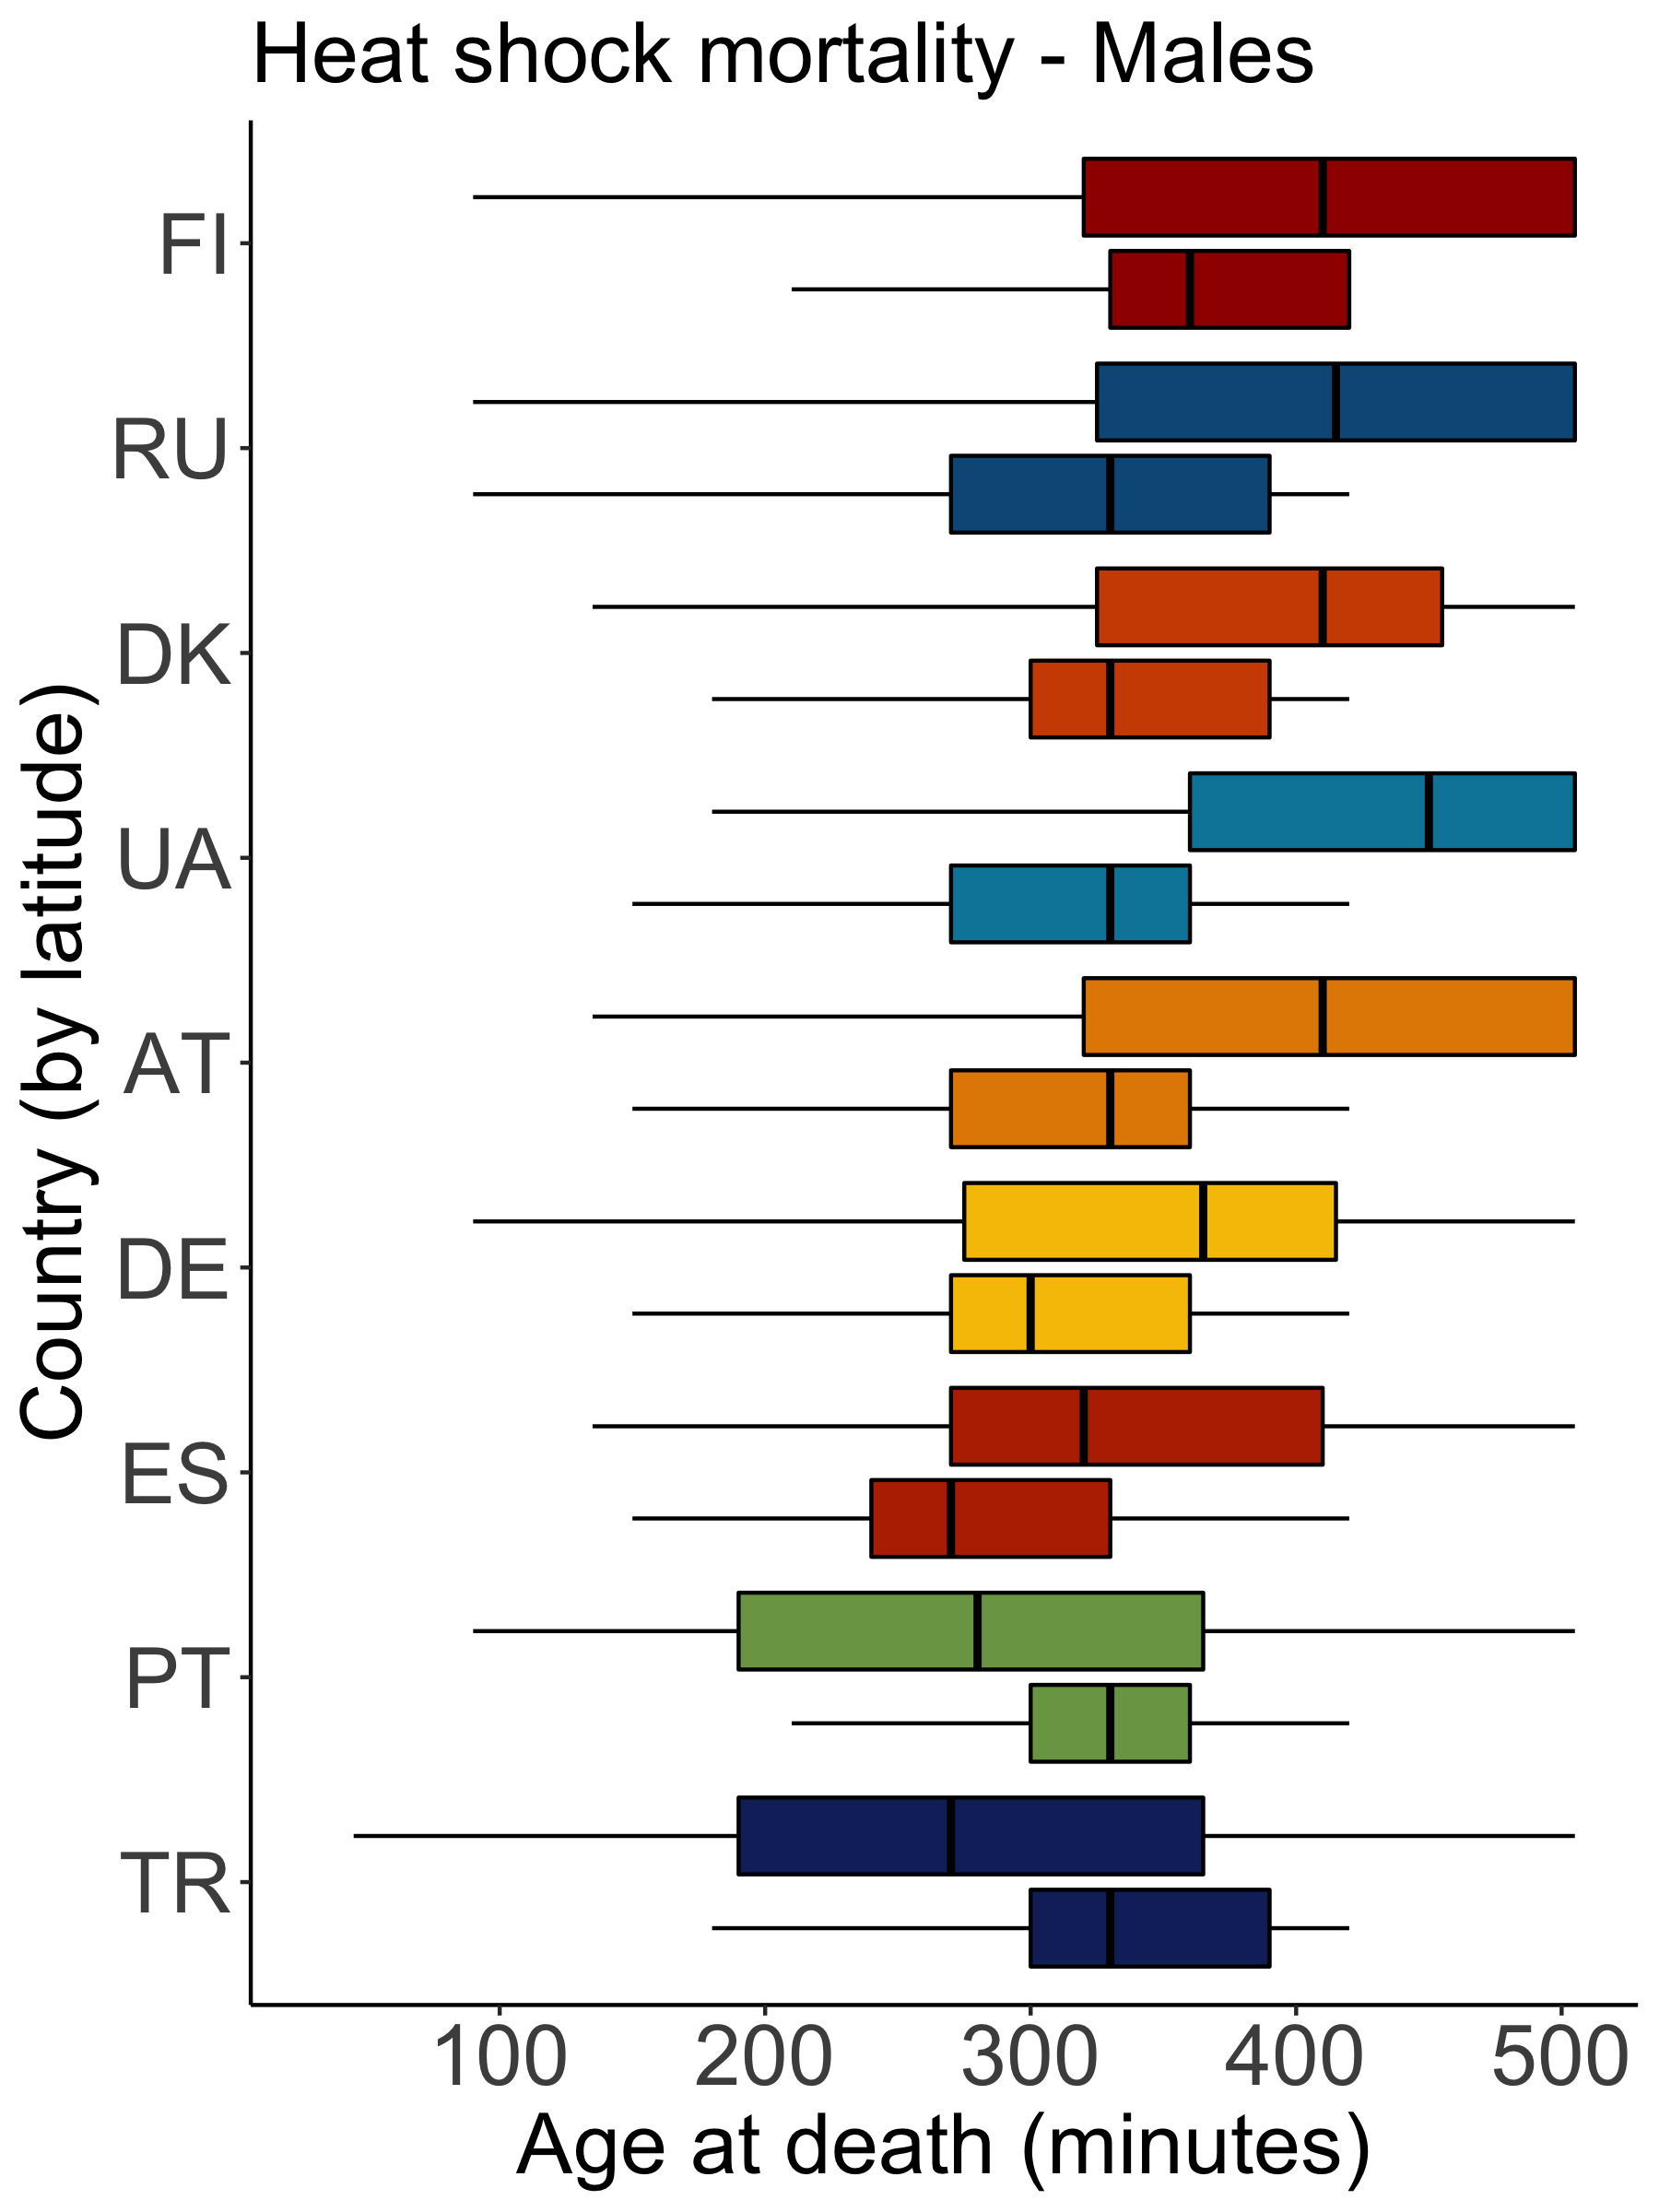 Heat shock mortality - Males
Country (by latitude)
FI
RU
DK
UA
AT
DE
ES
PT
TR
100 200 300 400 500
Age at death (minutes)